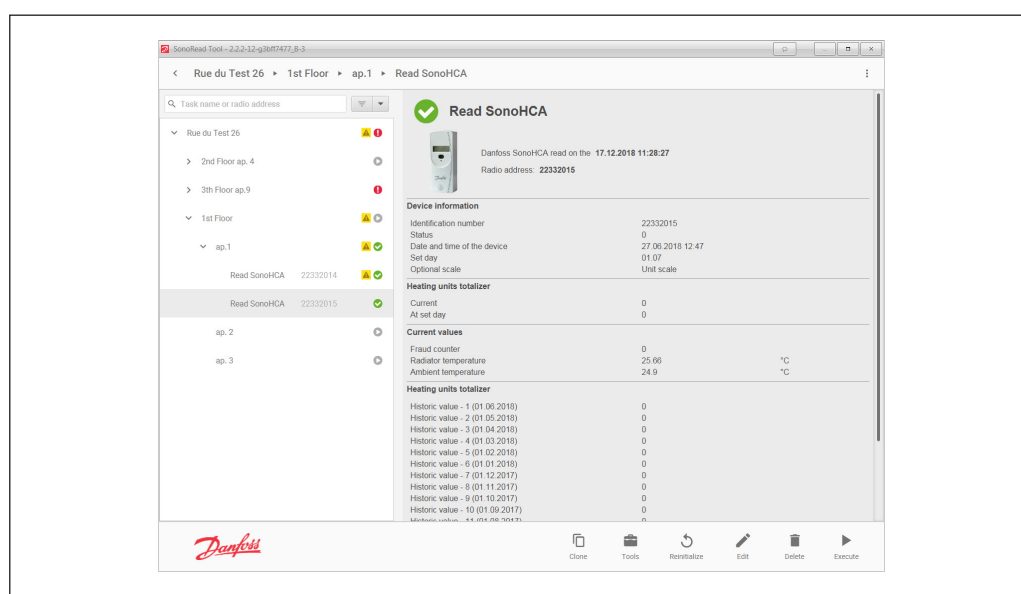 SonoRead Tool - 2.2.2-12-g3bff7477_B-3
Rue du Test 26 ▸ 1st Floor ▸ ap.1 ▸ Read SonoHCA
Task name or radio address
Rue du Test 26
2nd Floor ap. 4
3th Floor ap.9
1st Floor
ap.1
Read SonoHCA 22332014
Read SonoHCA 22332015
ap. 2
ap. 3
Read SonoHCA
Danfoss SonoHCA read on the 17.12.2018 11:28:27
Radio address: 22332015
Device information
Identification number 22332015
Status 0
Date and time of the device 27.06.2018 12:47
Set day 01.07
Optional scale Unit scale
Heating units totalizer
Current 0
At set day 0
Current values
Fraud counter 0
Radiator temperature 25.66 °C
Ambient temperature 24.9 °C
Heating units totalizer
Historic value - 1 (01.06.2018) 0
Historic value - 2 (01.05.2018) 0
Historic value - 3 (01.04.2018) 0
Historic value - 4 (01.03.2018) 0
Historic value - 5 (01.02.2018) 0
Historic value - 6 (01.01.2018) 0
Historic value - 7 (01.12.2017) 0
Historic value - 8 (01.11.2017) 0
Historic value - 9 (01.10.2017) 0
Historic value - 10 (01.09.2017) 0
Historic value - 11 (01.08.2017) 0
Danfoss
Clone Tools Reinitialize Edit Delete Execute